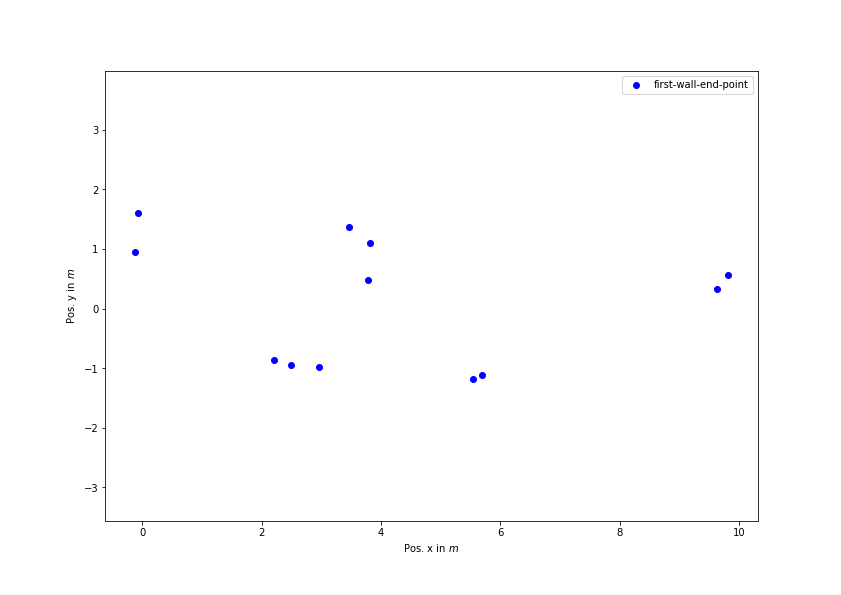 first-wall-end-point
3
2
1
0
−1
−2
−3
Pos. y in m
0 2 4 6 8 10
Pos. x in m